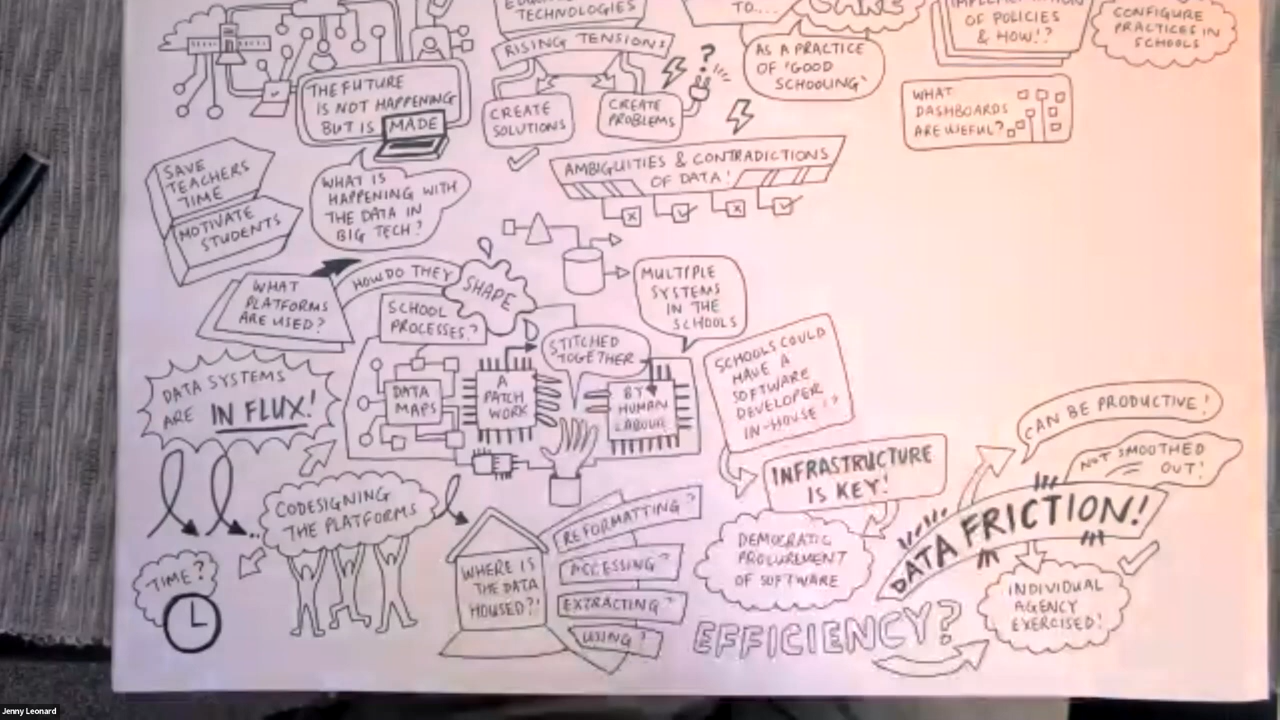 TECHNOLOGIES
RISING TENSIONS
CREATE
SOLUTIONS
CREATE
PROBLEMS
?
TO....
CARE
AS A PRACTICE
OF 'GOOD
SCHOOLING'
OF POLICIES
& HOW!?
CONFIGURE
PRACTICES IN
SCHOOLS
WHAT
DASHBOARDS
ARE USEFUL?
THE FUTURE
IS NOT HAPPENING
BUT IS MADE
SAVE
TEACHERS
TIME
MOTIVATE
STUDENTS
WHAT IS
HAPPENING WITH
THE DATA IN
BIG TECH?
AMBIGUITIES & CONTRADICTIONS
OF DATA!
WHAT
PLATFORMS
ARE USED?
HOW DO THEY
SHAPE
SCHOOL
PROCESSES?
MULTIPLE
SYSTEMS
IN THE
SCHOOLS
DATA SYSTEMS
ARE IN FLUX!
DATA
MAPS
A
PATCH
WORK
STITCHED
TOGETHER
BY
HUMAN
LABOUR
SCHOOLS COULD
HAVE A
SOFTWARE
DEVELOPER
IN-HOUSE!?
INFRASTRUCTURE
IS KEY!
DEMOCRATIC
PROCUREMENT
OF SOFTWARE
CODESIGNING
THE PLATFORMS
TIME?
WHERE IS
THE DATA
HOUSED?!
REFORMATTING?
ACCESSING?
EXTRACTING?
USING?
EFFICIENCY?
DATA FRICTION!
CAN BE PRODUCTIVE!
NOT SMOOTHED
OUT!
INDIVIDUAL
AGENCY
EXERCISED!
Jenny Leonard